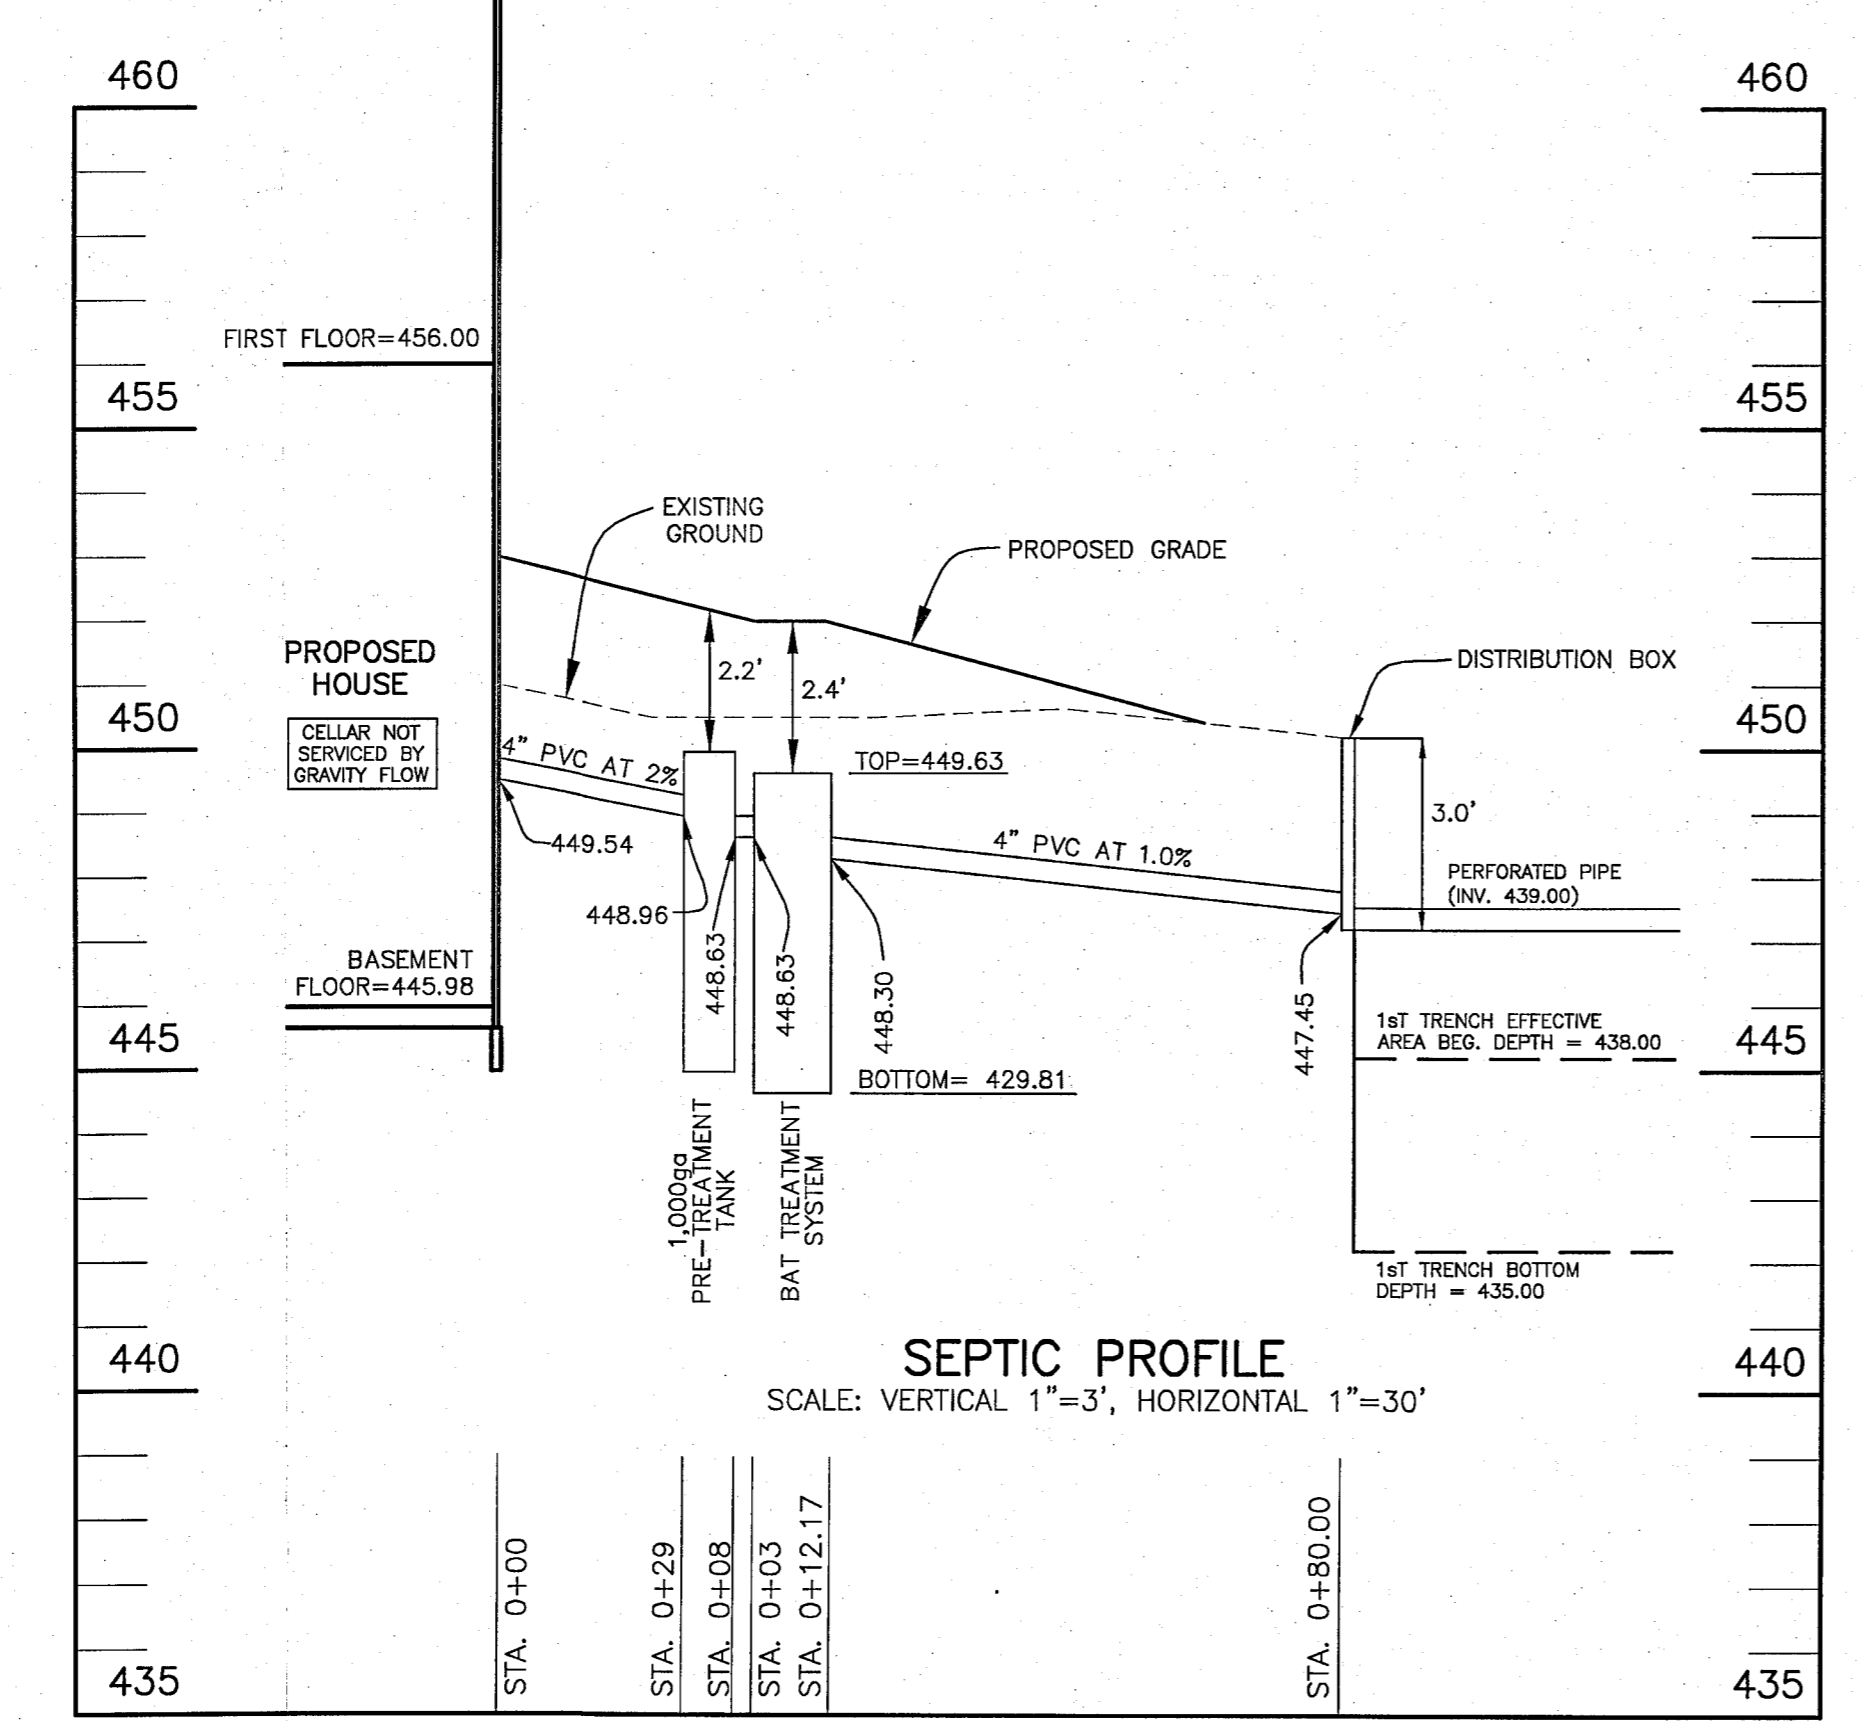 460
460
FIRST FLOOR=456.00
455
455
EXISTING
GROUND
PROPOSED GRADE
PROPOSED
HOUSE
2.2'
2.4'
DISTRIBUTION BOX
450
450
CELLAR NOT
SERVICED BY
GRAVITY FLOW
4" PVC AT 2%
TOP=449.63
3.0'
449.54
4" PVC AT 1.0%
PERFORATED PIPE
(INV. 439.00)
448.96
448.63
448.63
448.30
447.45
BASEMENT
FLOOR=445.98
445
445
1sT TRENCH EFFECTIVE
AREA BEG. DEPTH = 438.00
BOTTOM= 429.81
1,000ga
PRE-TREATMENT
TANK
BAT TREATMENT
SYSTEM
1sT TRENCH BOTTOM
DEPTH = 435.00
440
440
SEPTIC PROFILE
SCALE: VERTICAL 1"=3', HORIZONTAL 1"=30'
STA. 0+00
STA. 0+29
STA. 0+08
STA. 0+03
STA. 0+12.17
STA. 0+80.00
435
435